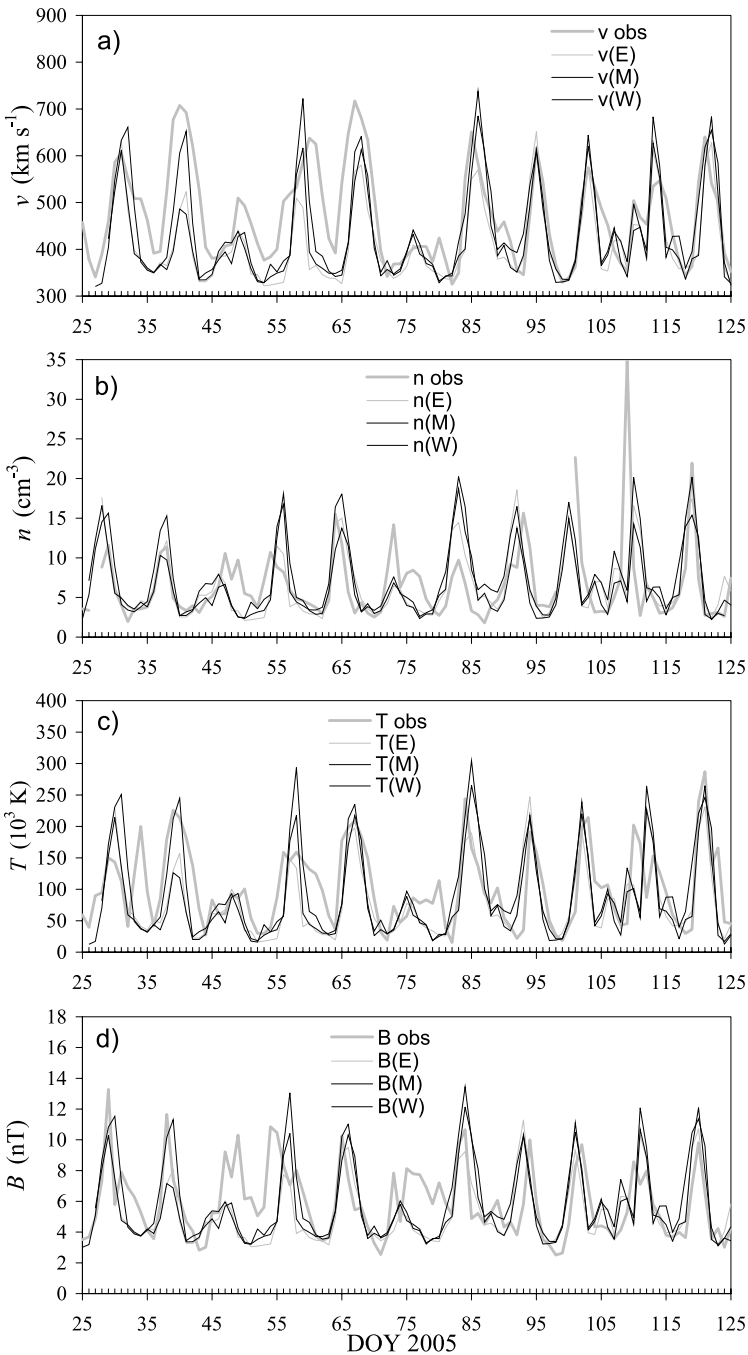 a)
v obs
v(E)
v(M)
v(W)
v (km s⁻¹)
900
800
700
600
500
400
300
25 35 45 55 65 75 85 95 105 115 125
b)
n obs
n(E)
n(M)
n(W)
n (cm⁻³)
35
30
25
20
15
10
5
0
25 35 45 55 65 75 85 95 105 115 125
c)
T obs
T(E)
T(M)
T(W)
T (10³ K)
400
350
300
250
200
150
100
50
0
25 35 45 55 65 75 85 95 105 115 125
d)
B obs
B(E)
B(M)
B(W)
B (nT)
18
16
14
12
10
8
6
4
2
0
25 35 45 55 65 75 85 95 105 115 125
DOY 2005